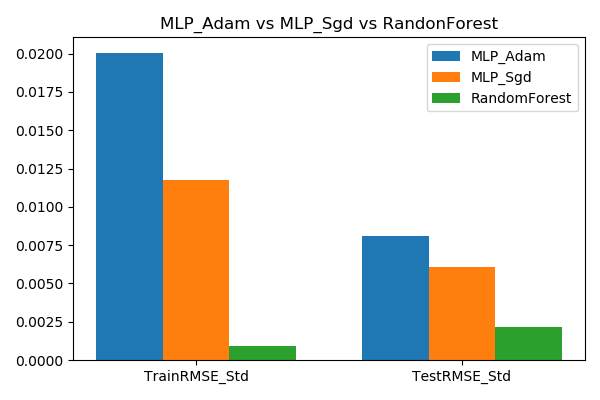 MLP_Adam vs MLP_Sgd vs RandonForest
MLP_Adam
MLP_Sgd
RandomForest
0.0200
0.0175
0.0150
0.0125
0.0100
0.0075
0.0050
0.0025
0.0000
TrainRMSE_Std
TestRMSE_Std